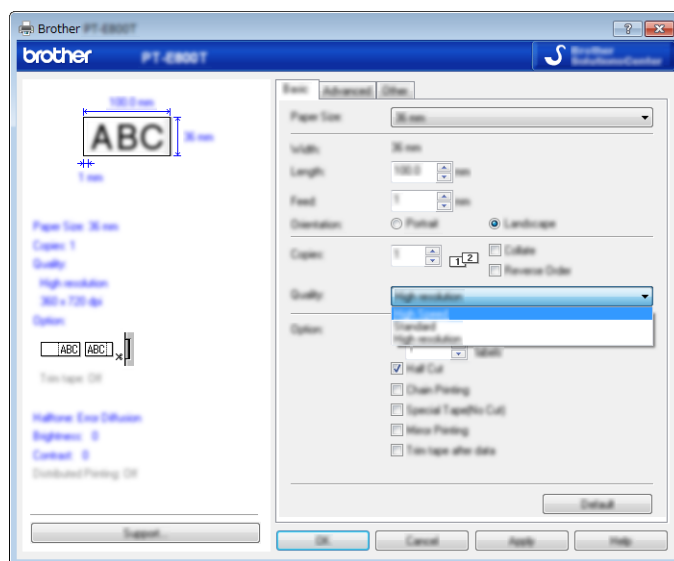 Brother PT-E800T
brother PT-E800T
Brother
SolutionsCenter
Basic Advanced Other
100.0 mm
ABC
36 mm
1 mm
Paper Size: 36 mm
Copies: 1
Quality:
High resolution
360 x 720 dpi
Option:
ABC ABC
Trim tape: Off
Halftone: Error Diffusion
Brightness: 0
Contrast: 0
Distributed Printing: Off
Support...
Paper Size: 36 mm
Width: 36 mm
Length: 100.0 mm
Feed: 1 mm
Orientation: Portrait Landscape
Copies: 1 1 2 Collate
Reverse Order
Quality: High resolution
High Speed
Standard
High resolution
Option:
labels
Half Cut
Chain Printing
Special Tape(No Cut)
Mirror Printing
Trim tape after data
Default
OK Cancel Apply Help